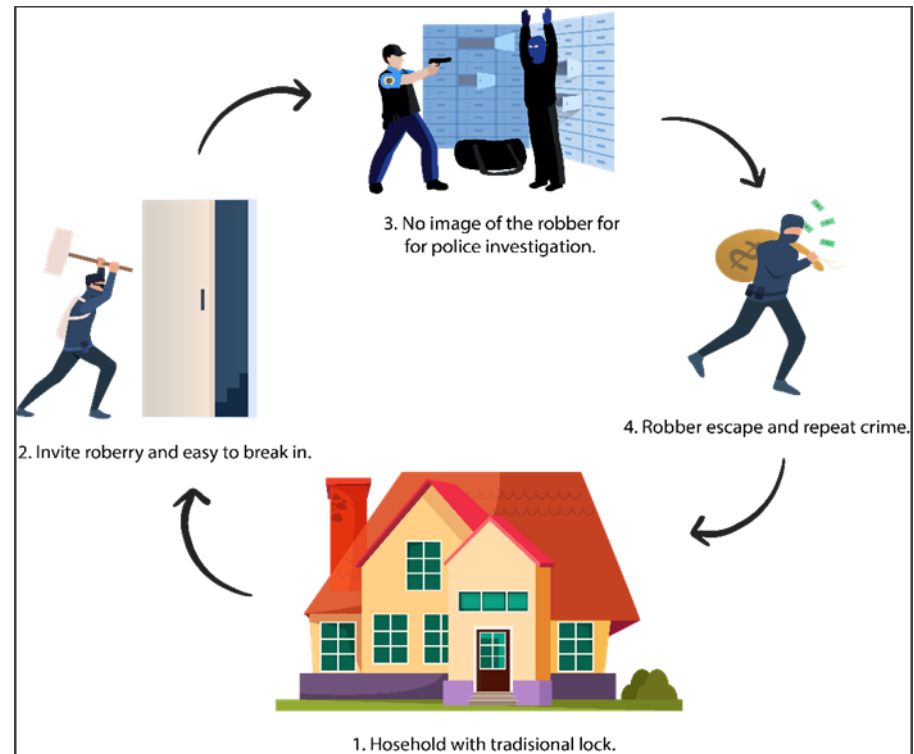 3. No image of the robber for
for police investigation.
4. Robber escape and repeat crime.
2. Invite roberry and easy to break in.
1. Hosehold with tradisional lock.